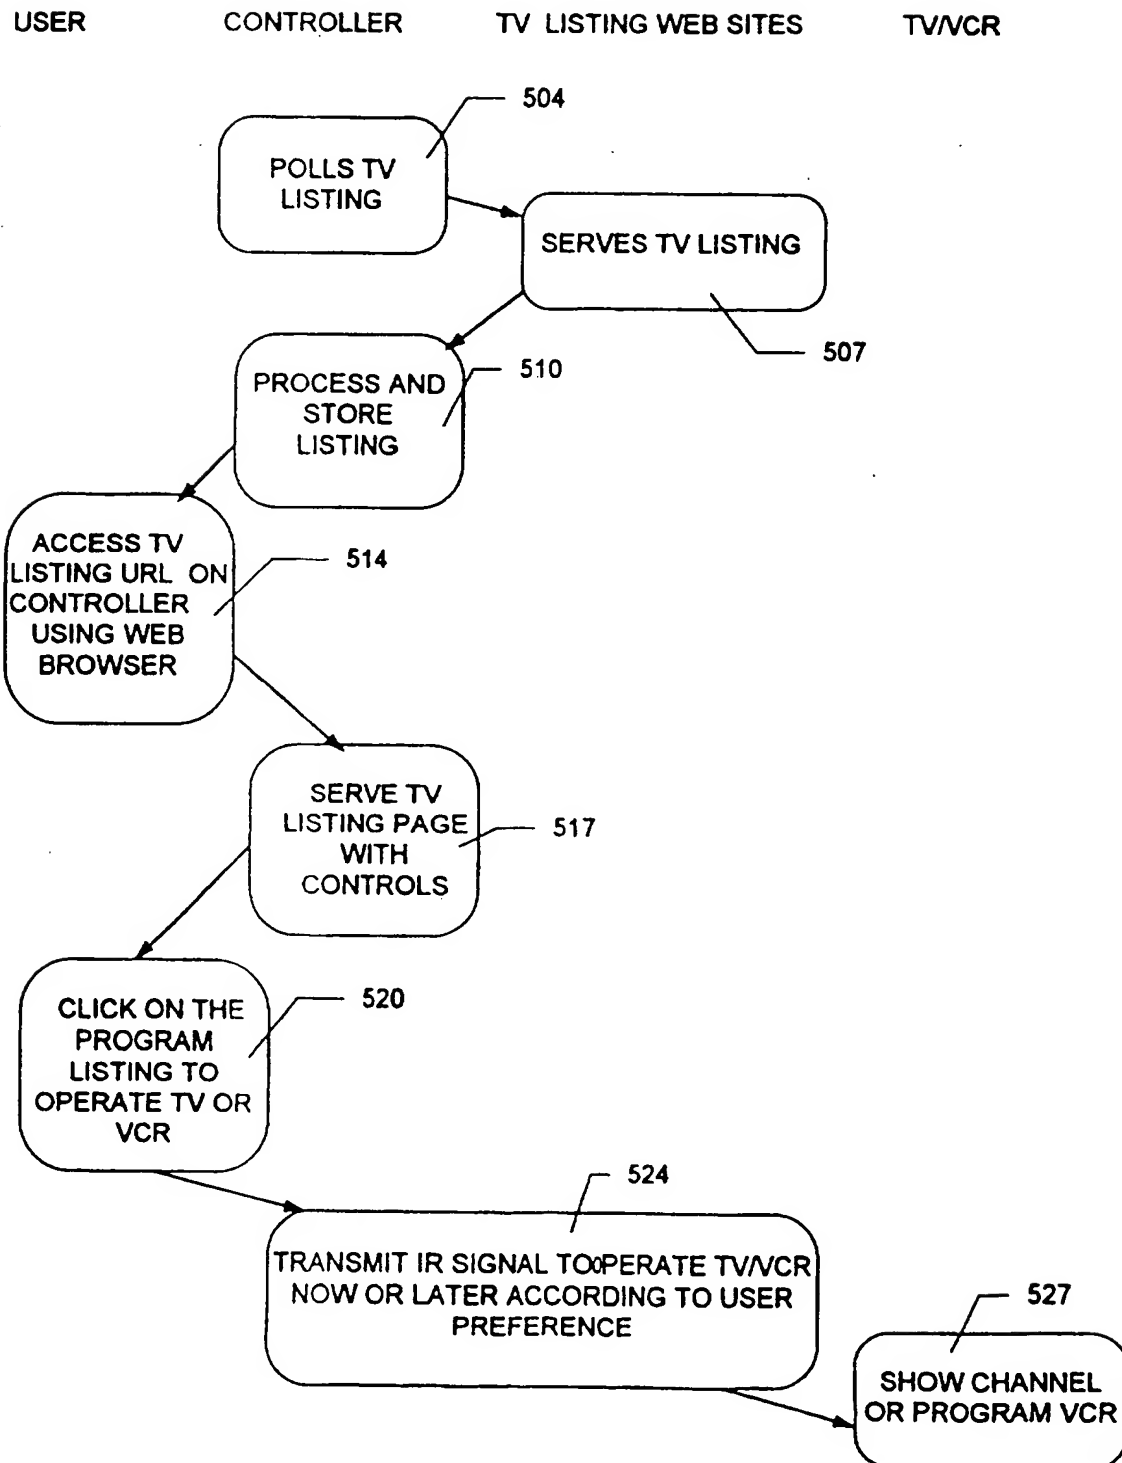 USER CONTROLLER TV LISTING WEB SITES TV/VCR
504
POLLS TV
LISTING
SERVES TV LISTING
507
PROCESS AND
STORE
LISTING
510
ACCESS TV
LISTING URL ON
CONTROLLER
USING WEB
BROWSER
514
SERVE TV
LISTING PAGE
WITH
CONTROLS
517
CLICK ON THE
PROGRAM
LISTING TO
OPERATE TV OR
VCR
520
524
TRANSMIT IR SIGNAL TO OPERATE TV/VCR
NOW OR LATER ACCORDING TO USER
PREFERENCE
527
SHOW CHANNEL
OR PROGRAM VCR